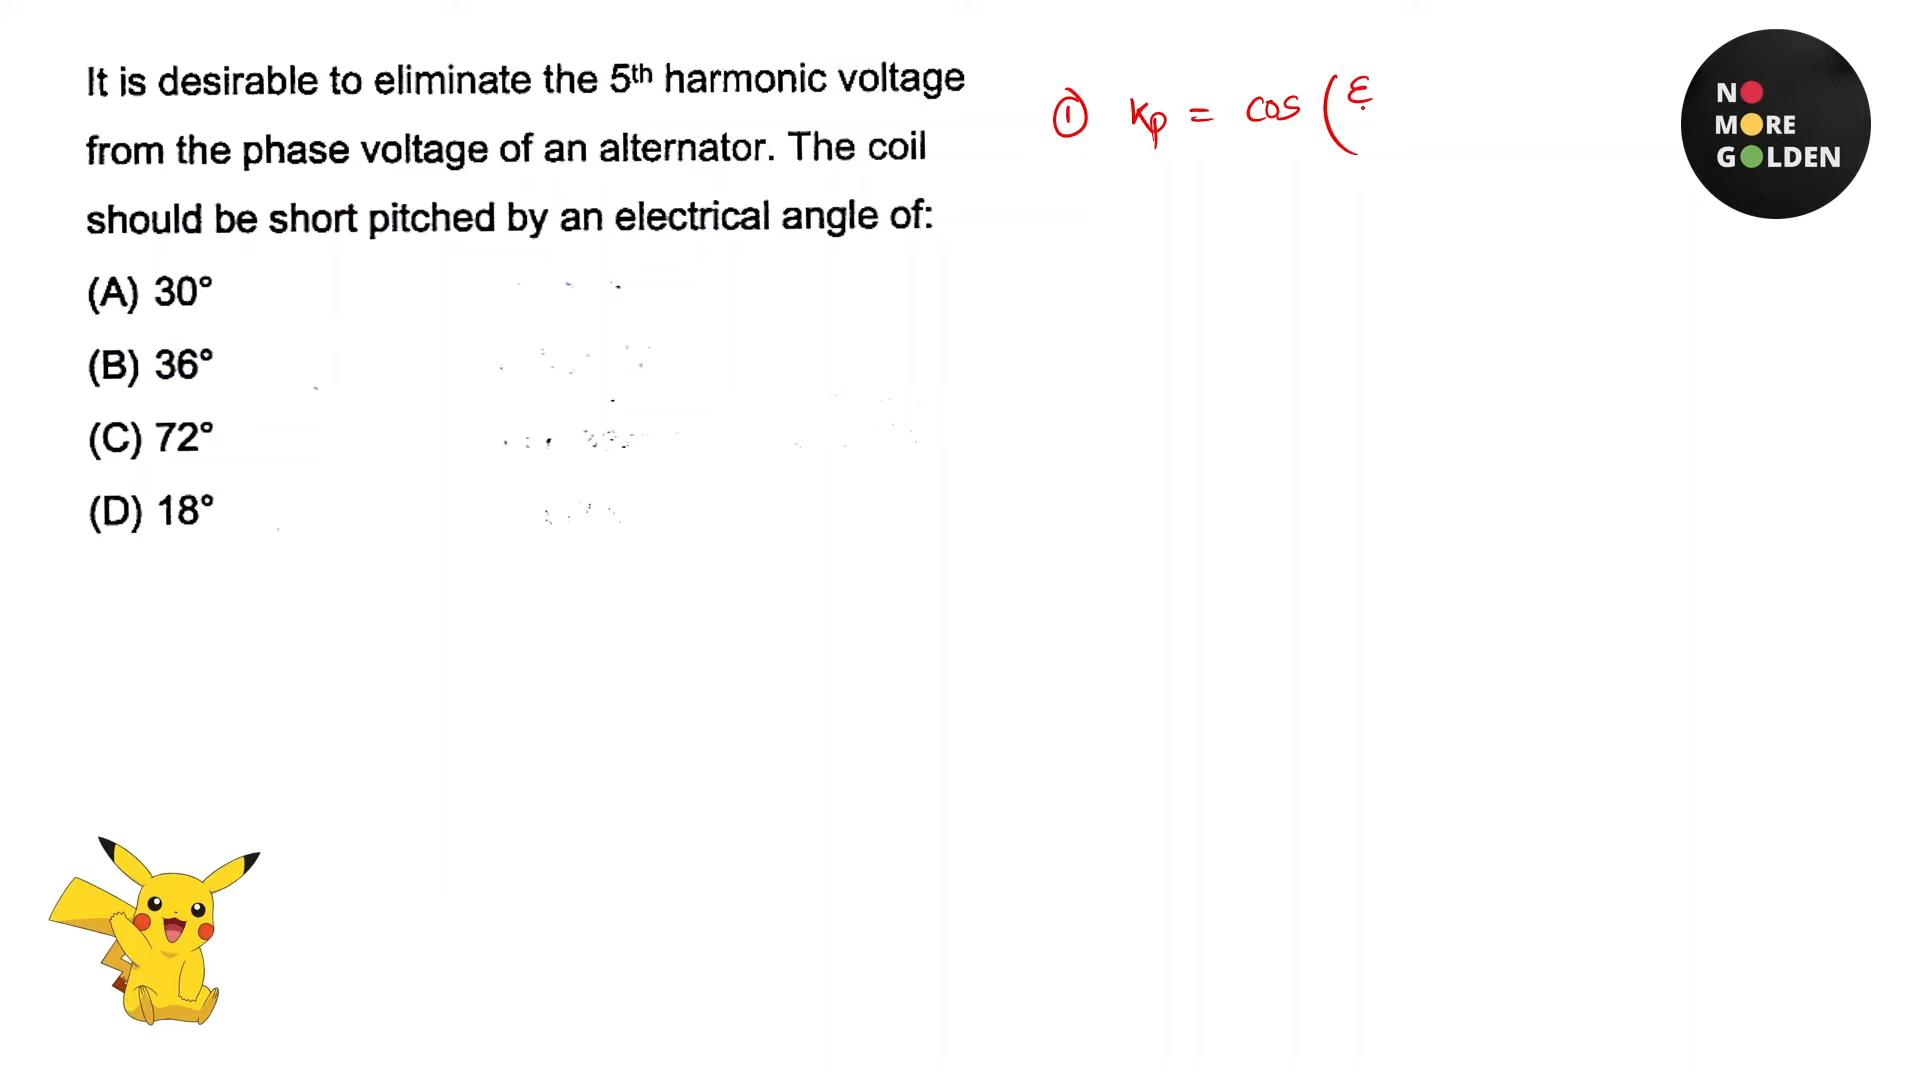 It is desirable to eliminate the 5th harmonic voltage
from the phase voltage of an alternator. The coil
should be short pitched by an electrical angle of:
(A) 30°
(B) 36°
(C) 72°
(D) 18°
① Kp = cos (ε
NO
MORE
GOLDEN